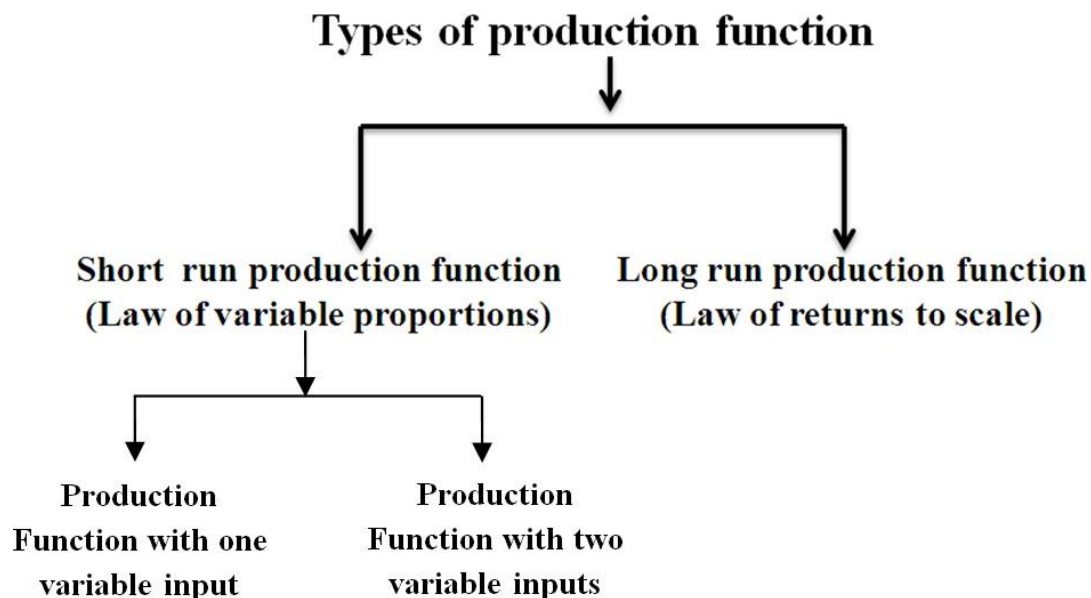 Types of production function
Short run production function
(Law of variable proportions)
Long run production function
(Law of returns to scale)
Production
Function with one
variable input
Production
Function with two
variable inputs